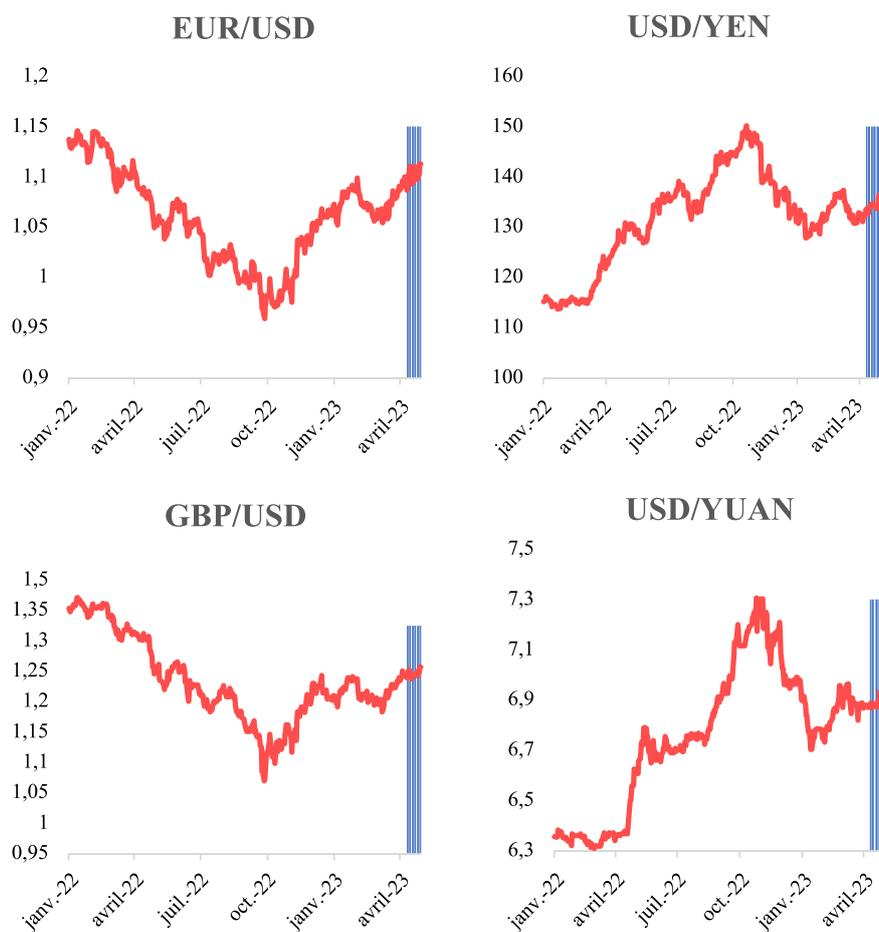 EUR/USD
1,2
1,15
1,1
1,05
1
0,95
0,9
janv.-22
avril-22
juil.-22
oct.-22
janv.-23
avril-23
USD/YEN
160
150
140
130
120
110
100
janv.-22
avril-22
juil.-22
oct.-22
janv.-23
avril-23
GBP/USD
1,5
1,35
1,3
1,25
1,2
1,15
1,1
1,05
1
0,95
janv.-22
avril-22
juil.-22
oct.-22
janv.-23
avril-23
USD/YUAN
7,5
7,3
7,1
6,9
6,7
6,5
6,3
janv.-22
avril-22
juil.-22
oct.-22
janv.-23
avril-23